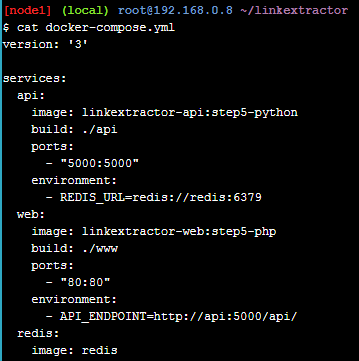 [node1] (local) root@192.168.0.8 ~/linkextractor
$ cat docker-compose.yml
version: '3'

services:
  api:
    image: linkextractor-api:step5-python
    build: ./api
    ports:
      - "5000:5000"
    environment:
      - REDIS_URL=redis://redis:6379
  web:
    image: linkextractor-web:step5-php
    build: ./www
    ports:
      - "80:80"
    environment:
      - API_ENDPOINT=http://api:5000/api/
  redis:
    image: redis